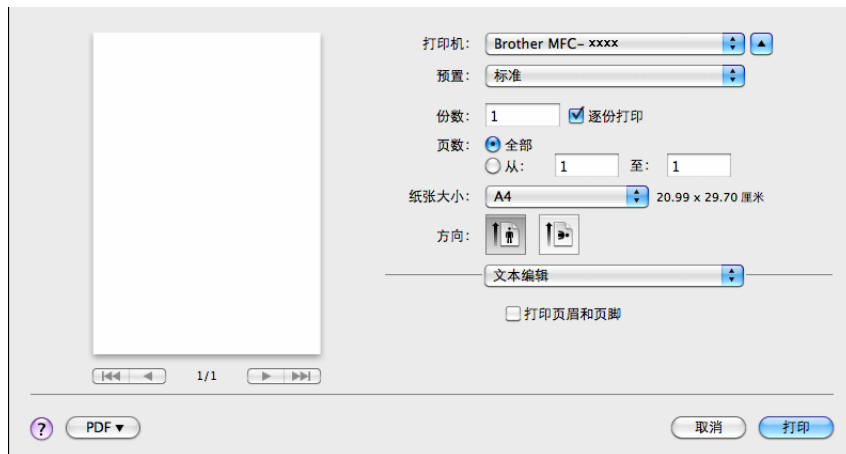 打印机: Brother MFC- xxxx
预置: 标准
份数: 1 逐份打印
页数: 全部
从: 1 至: 1
纸张大小: A4 20.99 x 29.70 厘米
方向:
文本编辑
打印页眉和页脚
1/1
? PDF ▼ 取消 打印